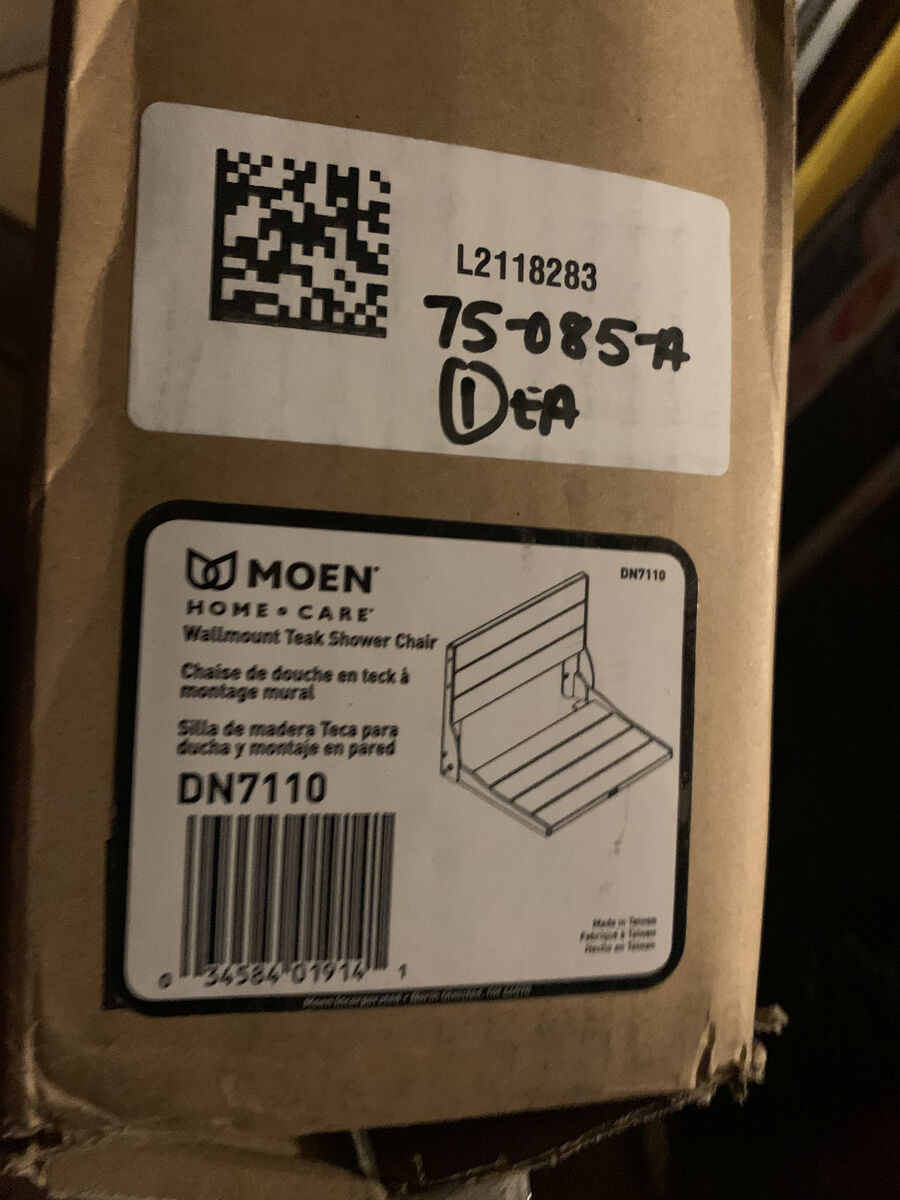 L2118283
75-085-A
1 EA
MOEN®
DN7110
HOME • CARE®
Wallmount Teak Shower Chair
Chaise de douche en teck à
montage mural
Silla de madera Teca para
ducha y montaje en pared
DN7110
0 34584 01914 1
Made in Taiwan
Fabriqué à Taiwan
Hecho en Taiwan
Moen Incorporated